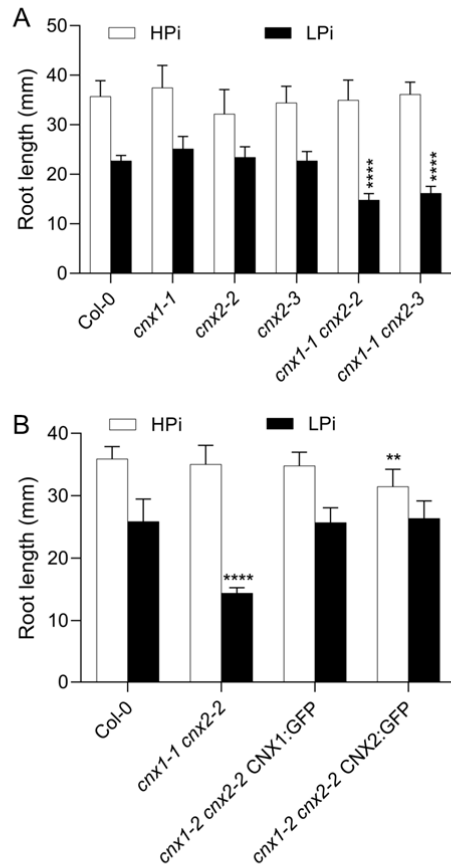 A
HPi LPi
Root length (mm)
50
40
30
20
10
0
**** ****
Col-0
cnx1-1
cnx2-2
cnx2-3
cnx1-1 cnx2-2
cnx1-1 cnx2-3
B
HPi LPi
Root length (mm)
40
30
20
10
0
**
****
Col-0
cnx1-1 cnx2-2
cnx1-2 cnx2-2 CNX1:GFP
cnx1-2 cnx2-2 CNX2:GFP